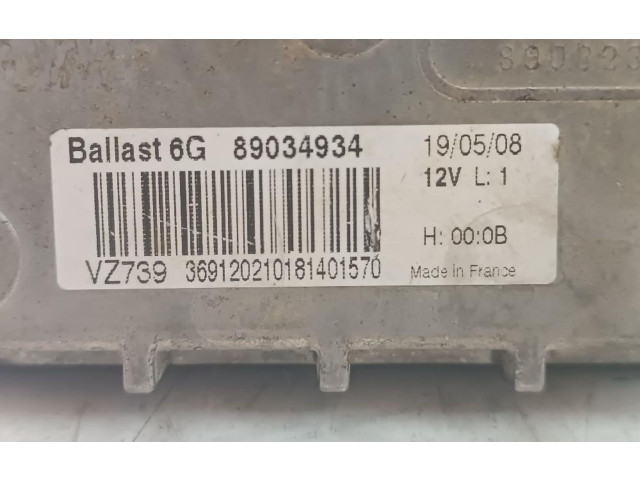 Ballast 6G 89034934 19/05/08
12V L: 1
H: 00:0B
VZ739 369120210181401570 Made in France